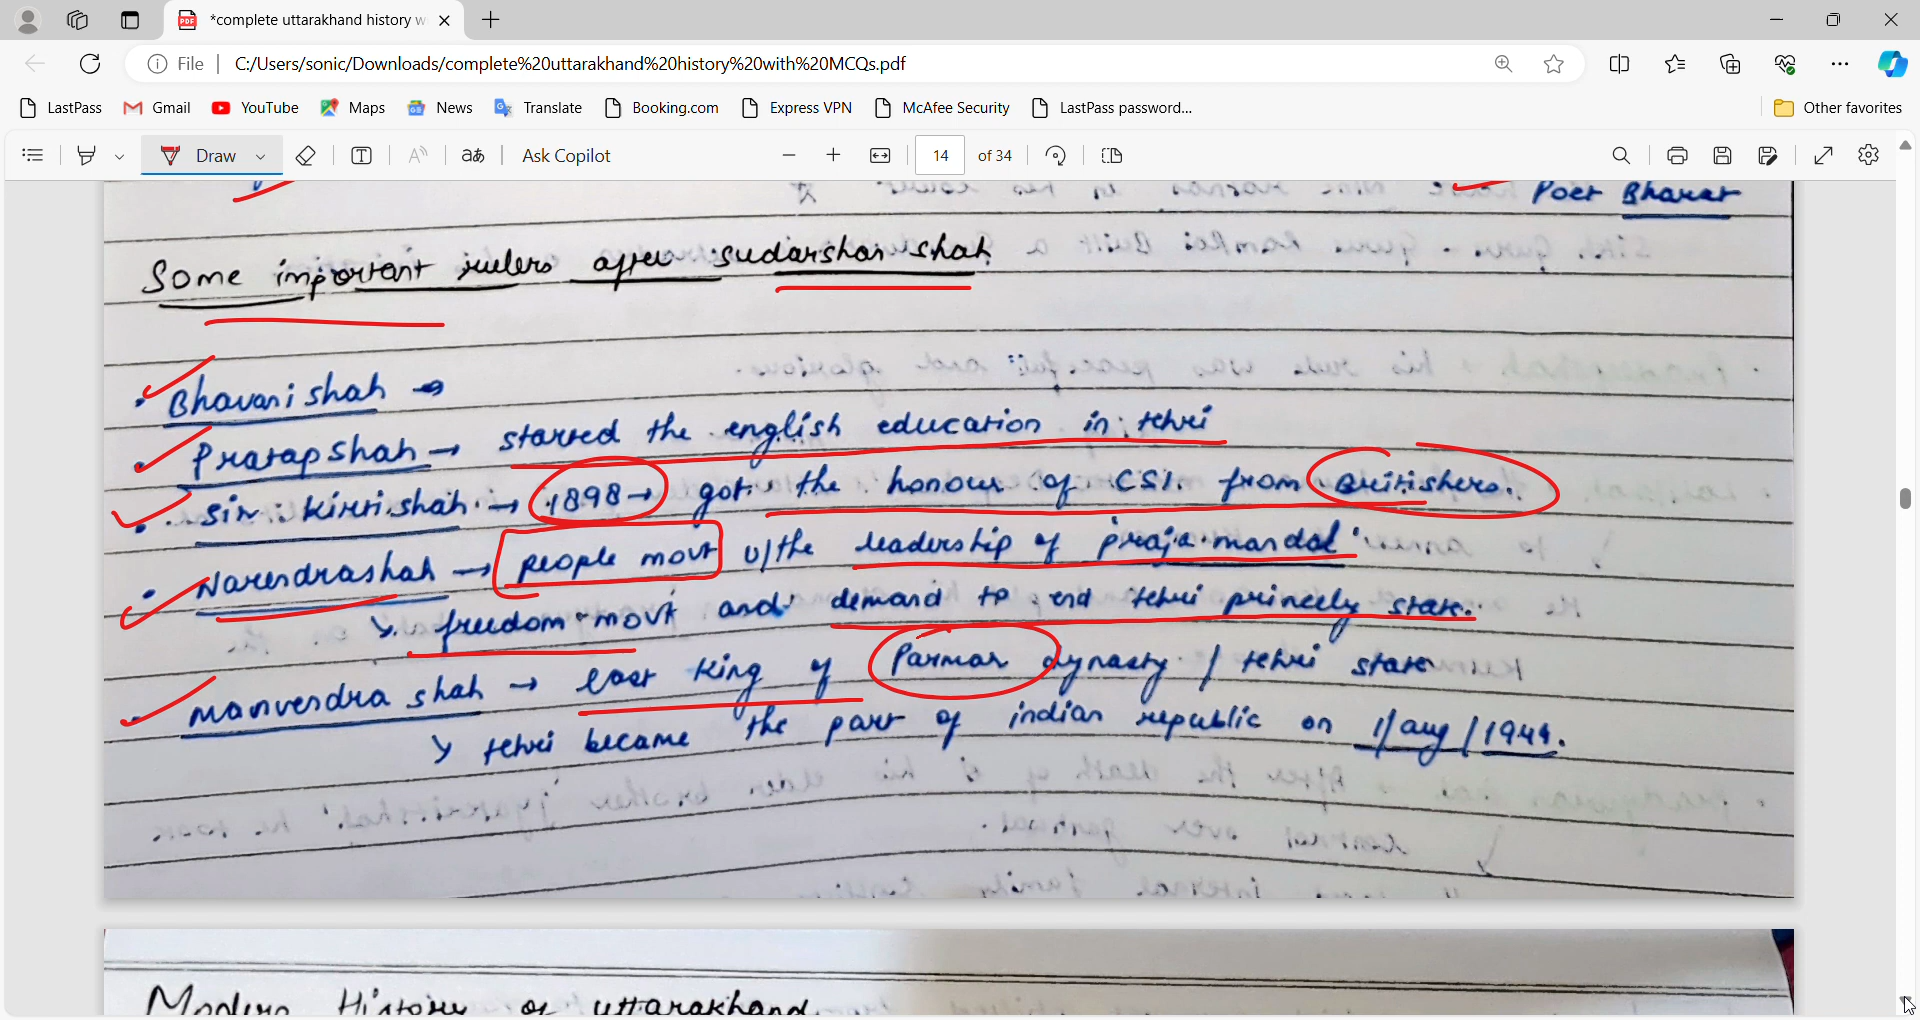 *complete uttarakhand history w
File
C:/Users/sonic/Downloads/complete%20uttarakhand%20history%20with%20MCQs.pdf
LastPass Gmail YouTube Maps News Translate Booking.com Express VPN McAfee Security LastPass password... Other favorites
Draw Ask Copilot 14 of 34
Poet Bharat
Some important rulers after sudarshan shah
• Bhavani shah →
• Pratap Shah → started the english education in tehri
• Sir kirti shah → 1898 → got the honour of CSI from Britishers.
• Narendrashah → people movt u/the leadership of praja mandal
↘ freedom movt and demand to end tehri princely state.
• Manvendra shah → last king of Parmar dynasty / tehri state
↘ tehri became the part of indian republic on 1/aug/1949.
Modern History of uttarakhand